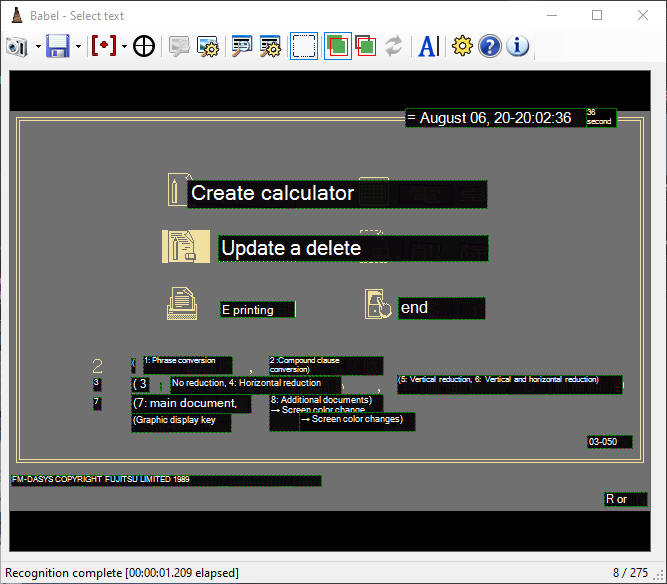 Babel - Select text
= August 06, 20-20:02:36
36
second
Create calculator
Update a delete
E printing
end
2
( 1: Phrase conversion , 2 :Compound clause
conversion)
3 ( 3 No reduction, 4: Horizontal reduction , (5: Vertical reduction, 6: Vertical and horizontal reduction)
7 (7: main document, 8: Additional documents)
→ Screen color change
(Graphic display key → Screen color changes)
03-050
FM-DASYS COPYRIGHT FUJITSU LIMITED 1989
R or
Recognition complete [00:00:01.209 elapsed] 8 / 275